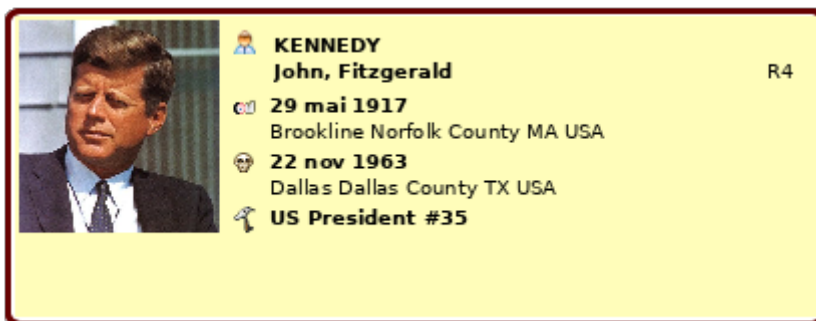 KENNEDY
John, Fitzgerald R4
29 mai 1917
Brookline Norfolk County MA USA
22 nov 1963
Dallas Dallas County TX USA
US President #35